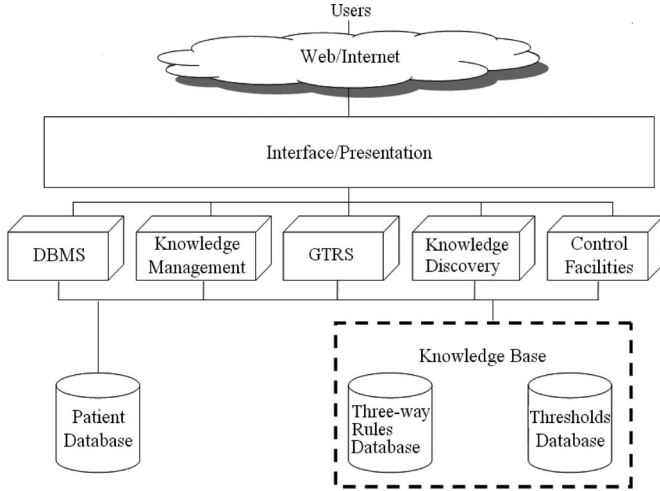 Users
Web/Internet
Interface/Presentation
DBMS
Knowledge
Management
GTRS
Knowledge
Discovery
Control
Facilities
Knowledge Base
Patient
Database
Three-way
Rules
Database
Thresholds
Database